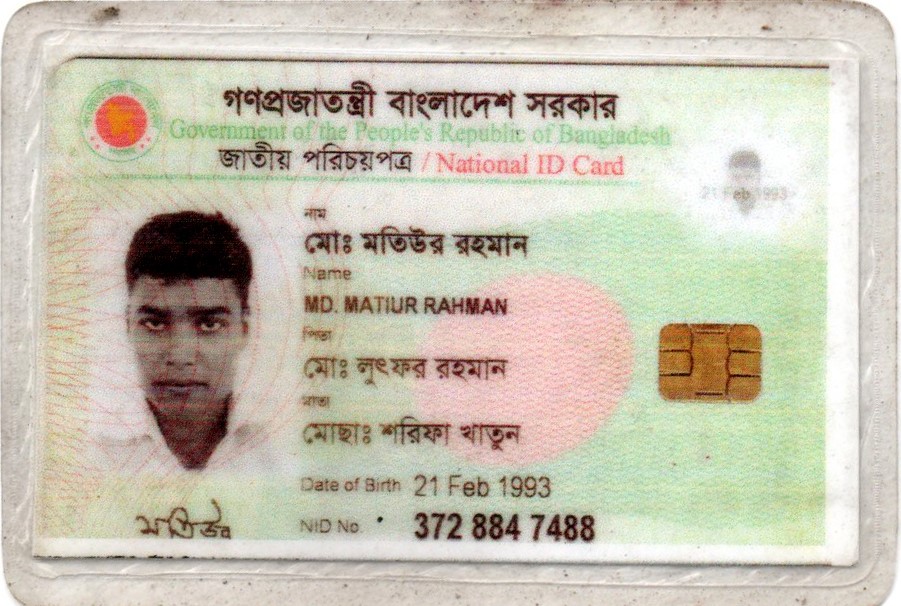 গণপ্রজাতন্ত্রী বাংলাদেশ সরকার
Government of the People's Republic of Bangladesh
জাতীয় পরিচয়পত্র / National ID Card
21 Feb 1993
নাম
মোঃ মতিউর রহমান
Name
MD. MATIUR RAHMAN
পিতা
মোঃ লুৎফর রহমান
মাতা
মোছাঃ শরিফা খাতুন
Date of Birth 21 Feb 1993
মতিউর
NID No. 372 884 7488